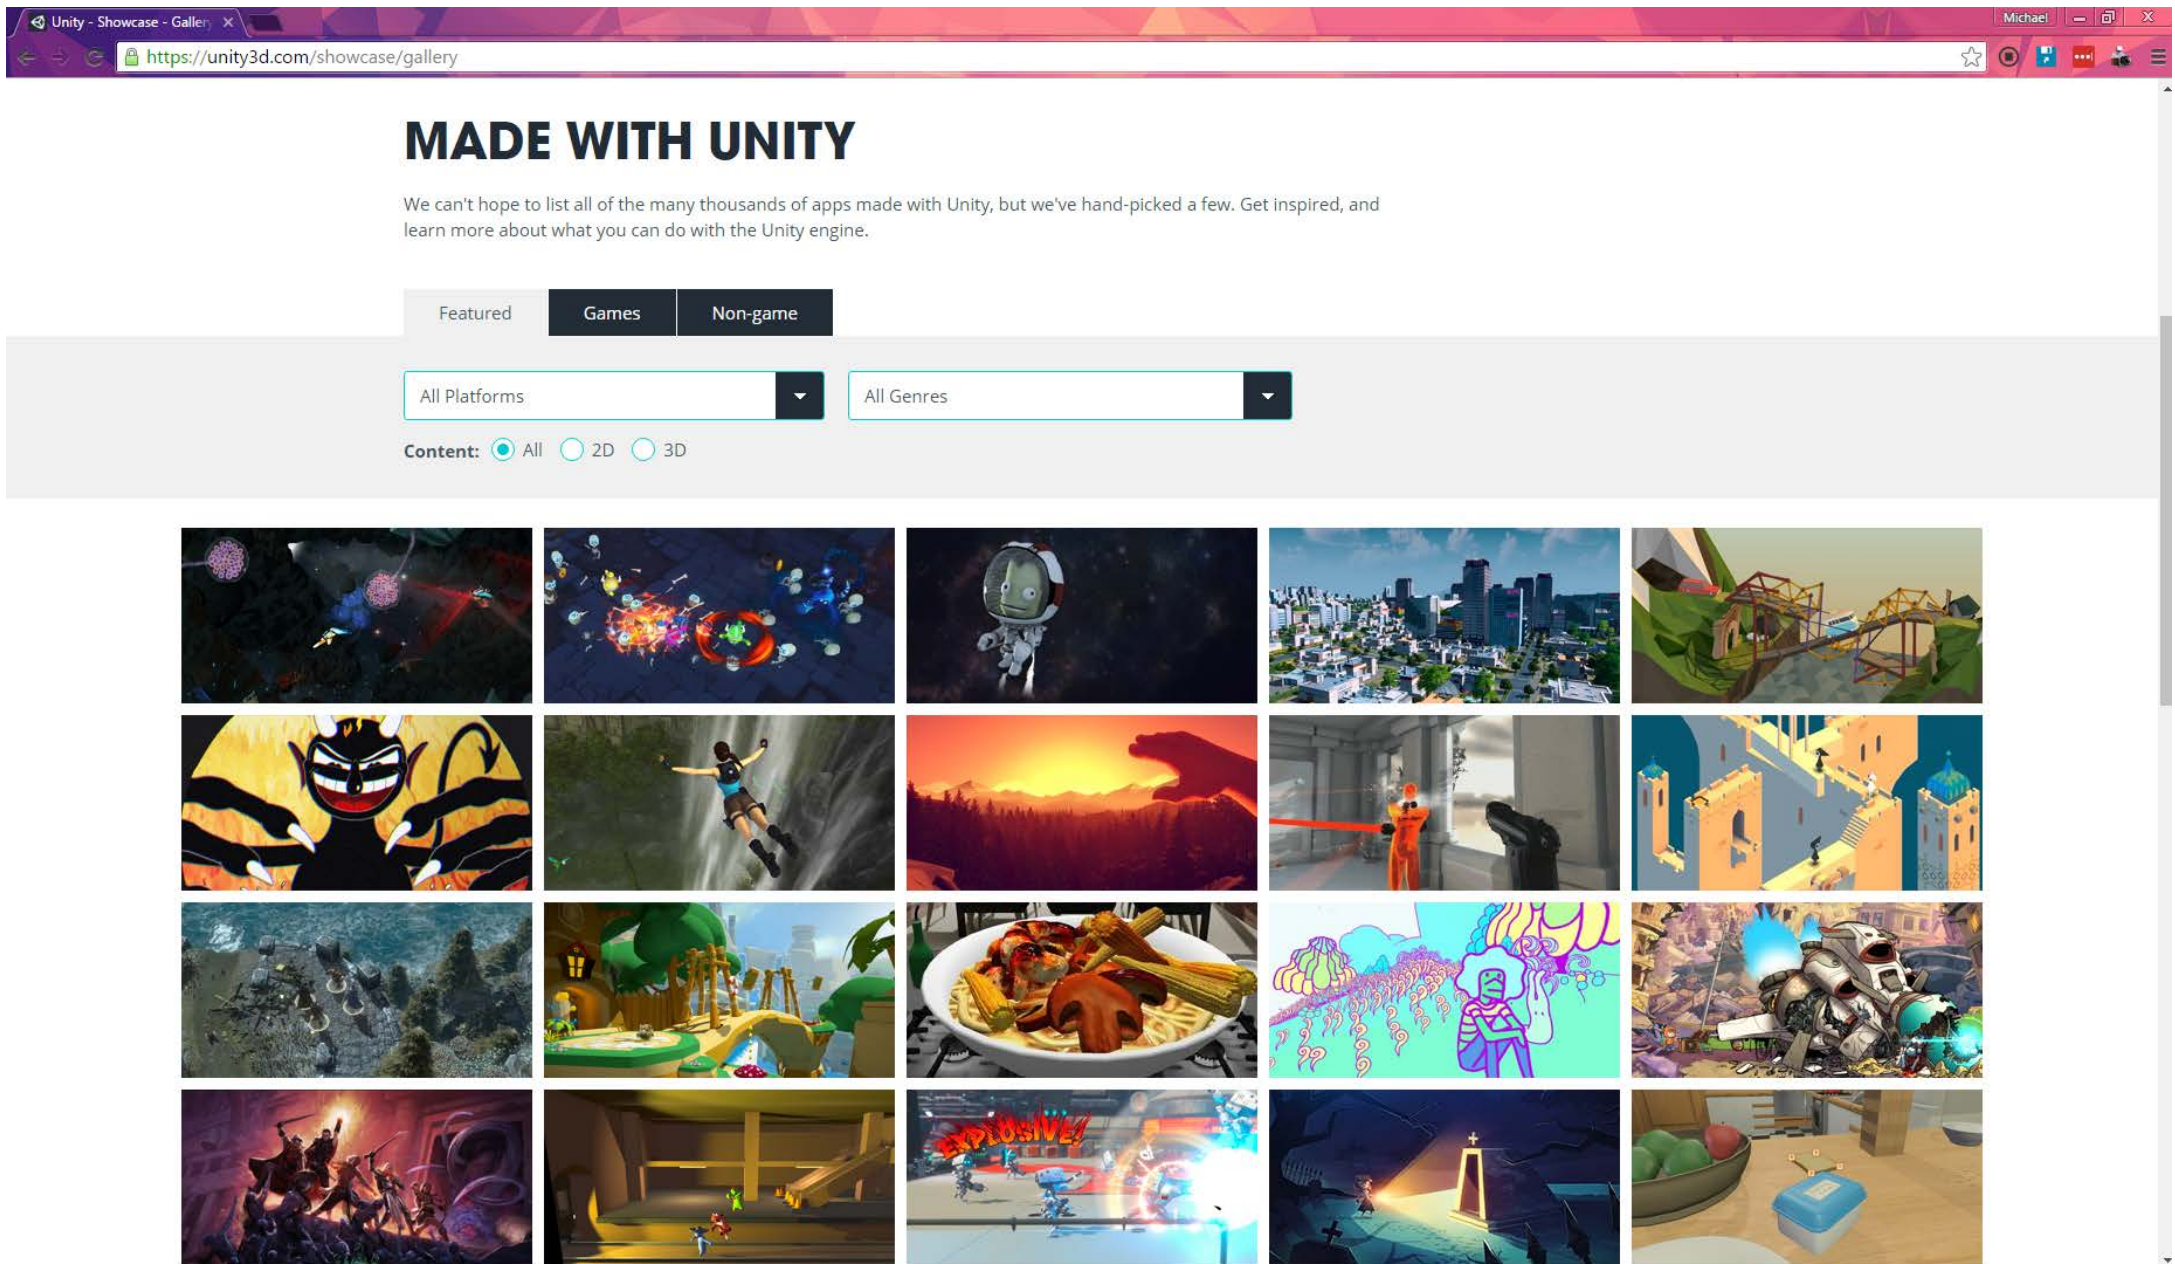 Unity - Showcase - Galler
Michael
https://unity3d.com/showcase/gallery
MADE WITH UNITY
We can't hope to list all of the many thousands of apps made with Unity, but we've hand-picked a few. Get inspired, and
learn more about what you can do with the Unity engine.
Featured
Games
Non-game
All Platforms
All Genres
Content: All 2D 3D
EXPLOSIVE!